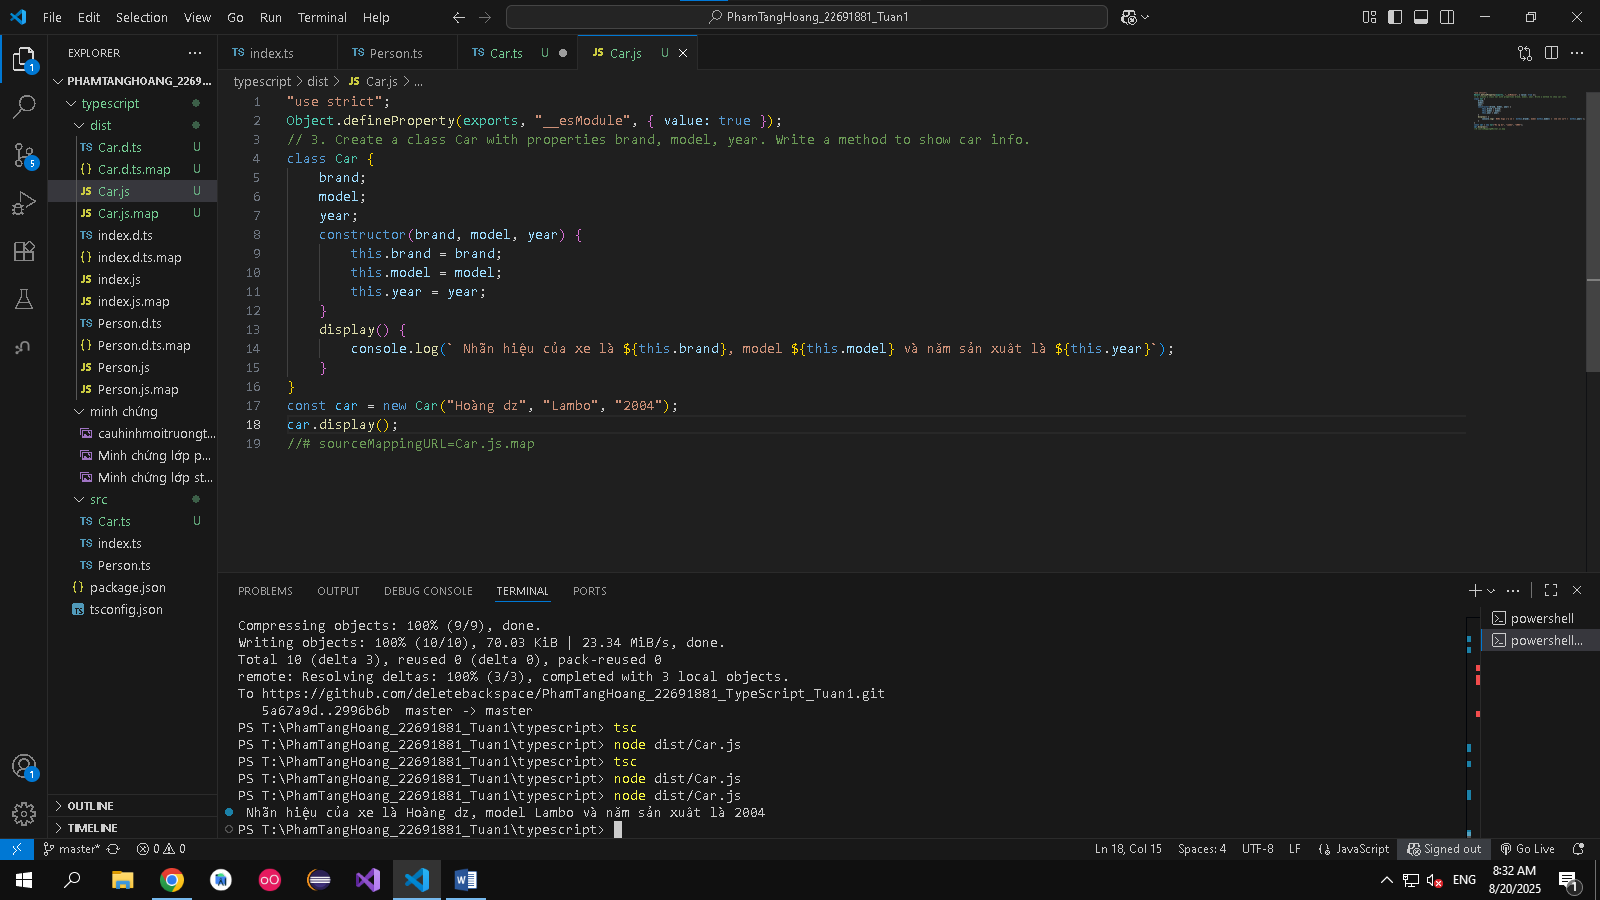 File Edit Selection View Go Run Terminal Help
PhamTangHoang_22691881_Tuan1
EXPLORER
PHAMTANGHOANG_2269...
typescript
dist
TS Car.d.ts U
{} Car.d.ts.map U
JS Car.js U
JS Car.js.map U
TS index.d.ts
{} index.d.ts.map
JS index.js
JS index.js.map
TS Person.d.ts
{} Person.d.ts.map
JS Person.js
JS Person.js.map
minh chứng
cauhinhmoitruongt...
Minh chứng lớp p...
Minh chứng lớp st...
src
TS Car.ts U
TS index.ts
TS Person.ts
{} package.json
TS tsconfig.json
OUTLINE
TIMELINE
1
5
1
TS index.ts
TS Person.ts
TS Car.ts U
JS Car.js U
typescript > dist > JS Car.js > ...
1 "use strict";
2 Object.defineProperty(exports, "__esModule", { value: true });
3 // 3. Create a class Car with properties brand, model, year. Write a method to show car info.
4 class Car {
5 brand;
6 model;
7 year;
8 constructor(brand, model, year) {
9 this.brand = brand;
10 this.model = model;
11 this.year = year;
12 }
13 display() {
14 console.log(` Nhãn hiệu của xe là ${this.brand}, model ${this.model} và năm sản xuất là ${this.year}`);
15 }
16 }
17 const car = new Car("Hoàng dz", "Lambo", "2004");
18 car.display();
19 //# sourceMappingURL=Car.js.map
PROBLEMS OUTPUT DEBUG CONSOLE TERMINAL PORTS
powershell
powershell...
Compressing objects: 100% (9/9), done.
Writing objects: 100% (10/10), 70.03 KiB | 23.34 MiB/s, done.
Total 10 (delta 3), reused 0 (delta 0), pack-reused 0
remote: Resolving deltas: 100% (3/3), completed with 3 local objects.
To https://github.com/deletebackspace/PhamTangHoang_22691881_TypeScript_Tuan1.git
5a67a9d..2996b6b master -> master
PS T:\PhamTangHoang_22691881_Tuan1\typescript> tsc
PS T:\PhamTangHoang_22691881_Tuan1\typescript> node dist/Car.js
PS T:\PhamTangHoang_22691881_Tuan1\typescript> tsc
PS T:\PhamTangHoang_22691881_Tuan1\typescript> node dist/Car.js
PS T:\PhamTangHoang_22691881_Tuan1\typescript> node dist/Car.js
Nhãn hiệu của xe là Hoàng dz, model Lambo và năm sản xuất là 2004
PS T:\PhamTangHoang_22691881_Tuan1\typescript>
master* 0 0 Ln 18, Col 15 Spaces: 4 UTF-8 LF {} JavaScript Signed out Go Live
ENG
8:32 AM
8/20/2025
1